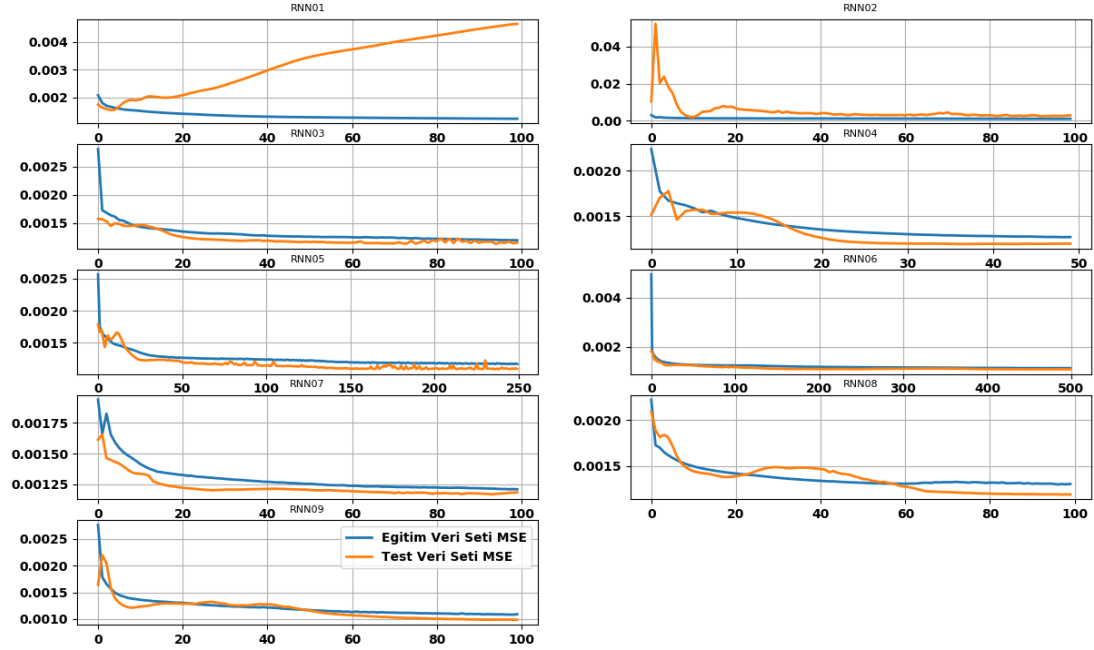 RNN01
0.004
0.003
0.002
0 20 40 60 80 100
RNN02
0.04
0.02
0.00
0 20 40 60 80 100
RNN03
0.0025
0.0020
0.0015
0 20 40 60 80 100
RNN04
0.0020
0.0015
0 10 20 30 40 50
RNN05
0.0025
0.0015
0 50 100 150 200 250
RNN06
0.004
0.002
0 100 200 300 400 500
RNN07
0.00175
0.00150
0.00125
0 20 40 60 80 100
RNN08
0.0020
0.0015
0 20 40 60 80 100
RNN09
0.0025
0.0020
0.0015
0.0010
0 20 40 60 80 100
Egitim Veri Seti MSE
Test Veri Seti MSE